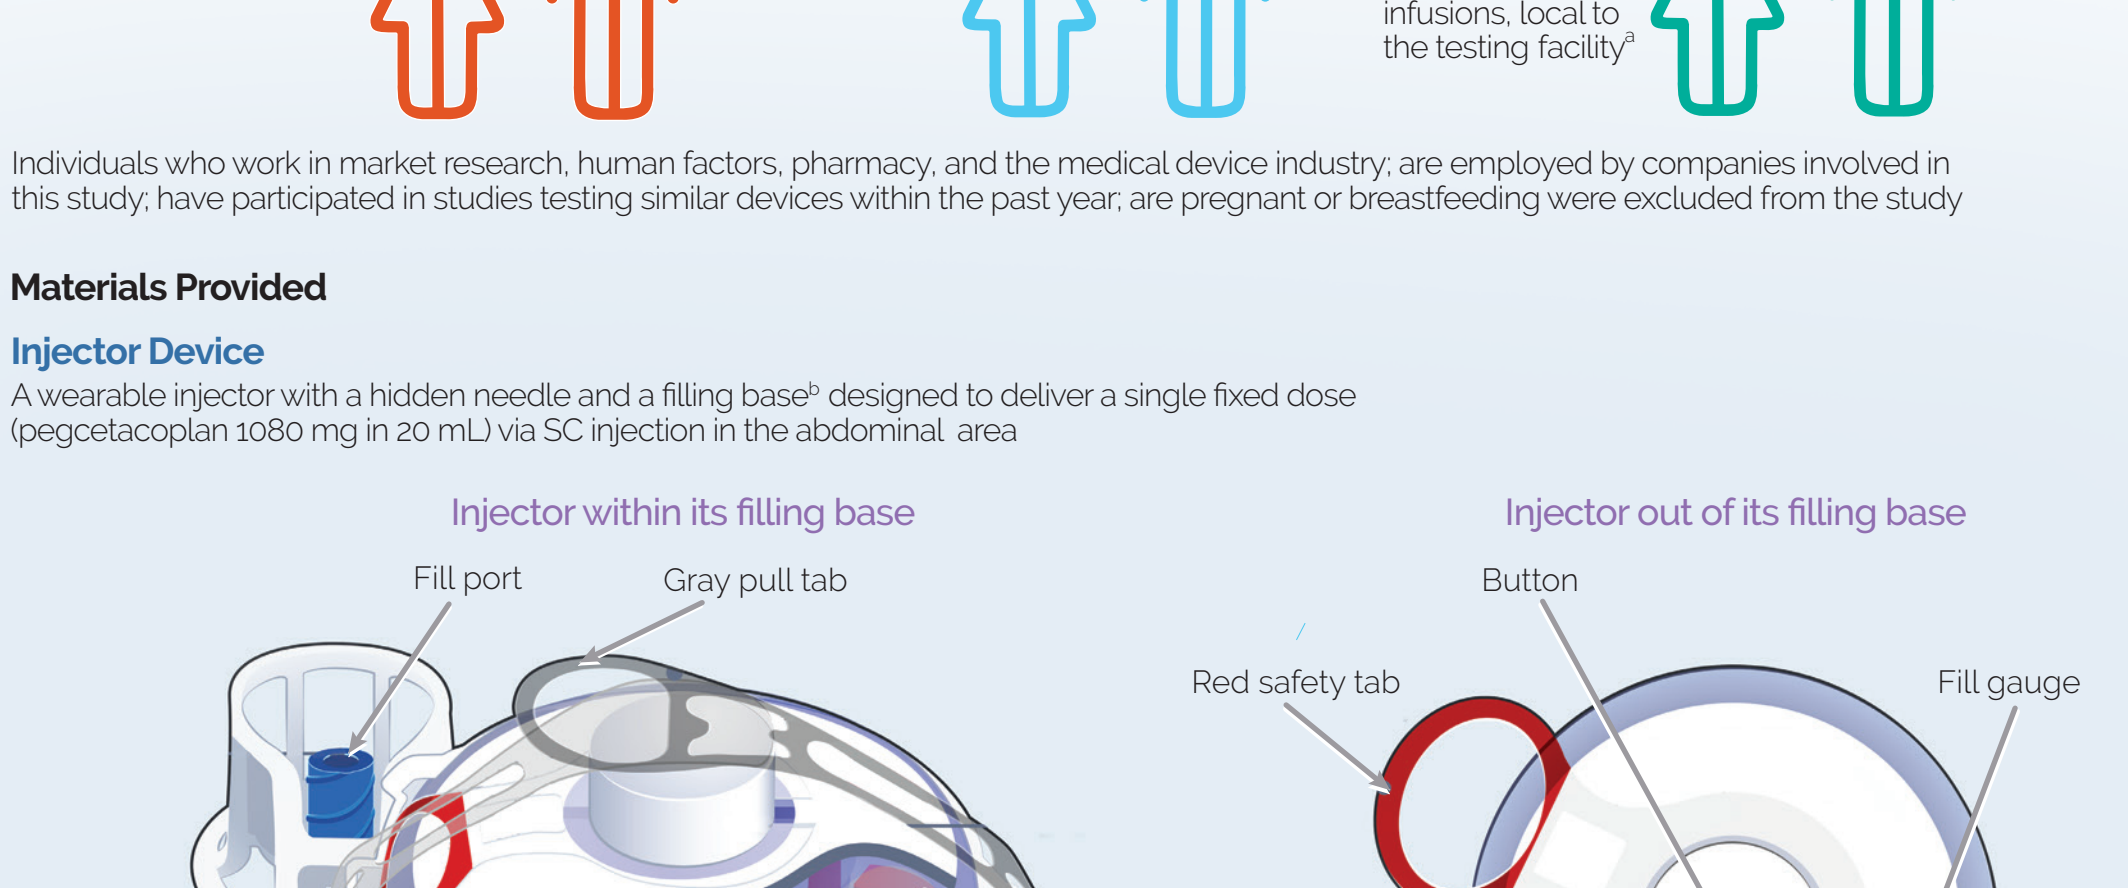 infusions, local to
the testing facilityᵃ
Individuals who work in market research, human factors, pharmacy, and the medical device industry; are employed by companies involved in
this study; have participated in studies testing similar devices within the past year; are pregnant or breastfeeding were excluded from the study
Materials Provided
Injector Device
A wearable injector with a hidden needle and a filling baseᵇ designed to deliver a single fixed dose
(pegcetacoplan 1080 mg in 20 mL) via SC injection in the abdominal area
Injector within its filling base
Injector out of its filling base
Fill port
Gray pull tab
Button
Red safety tab
Fill gauge